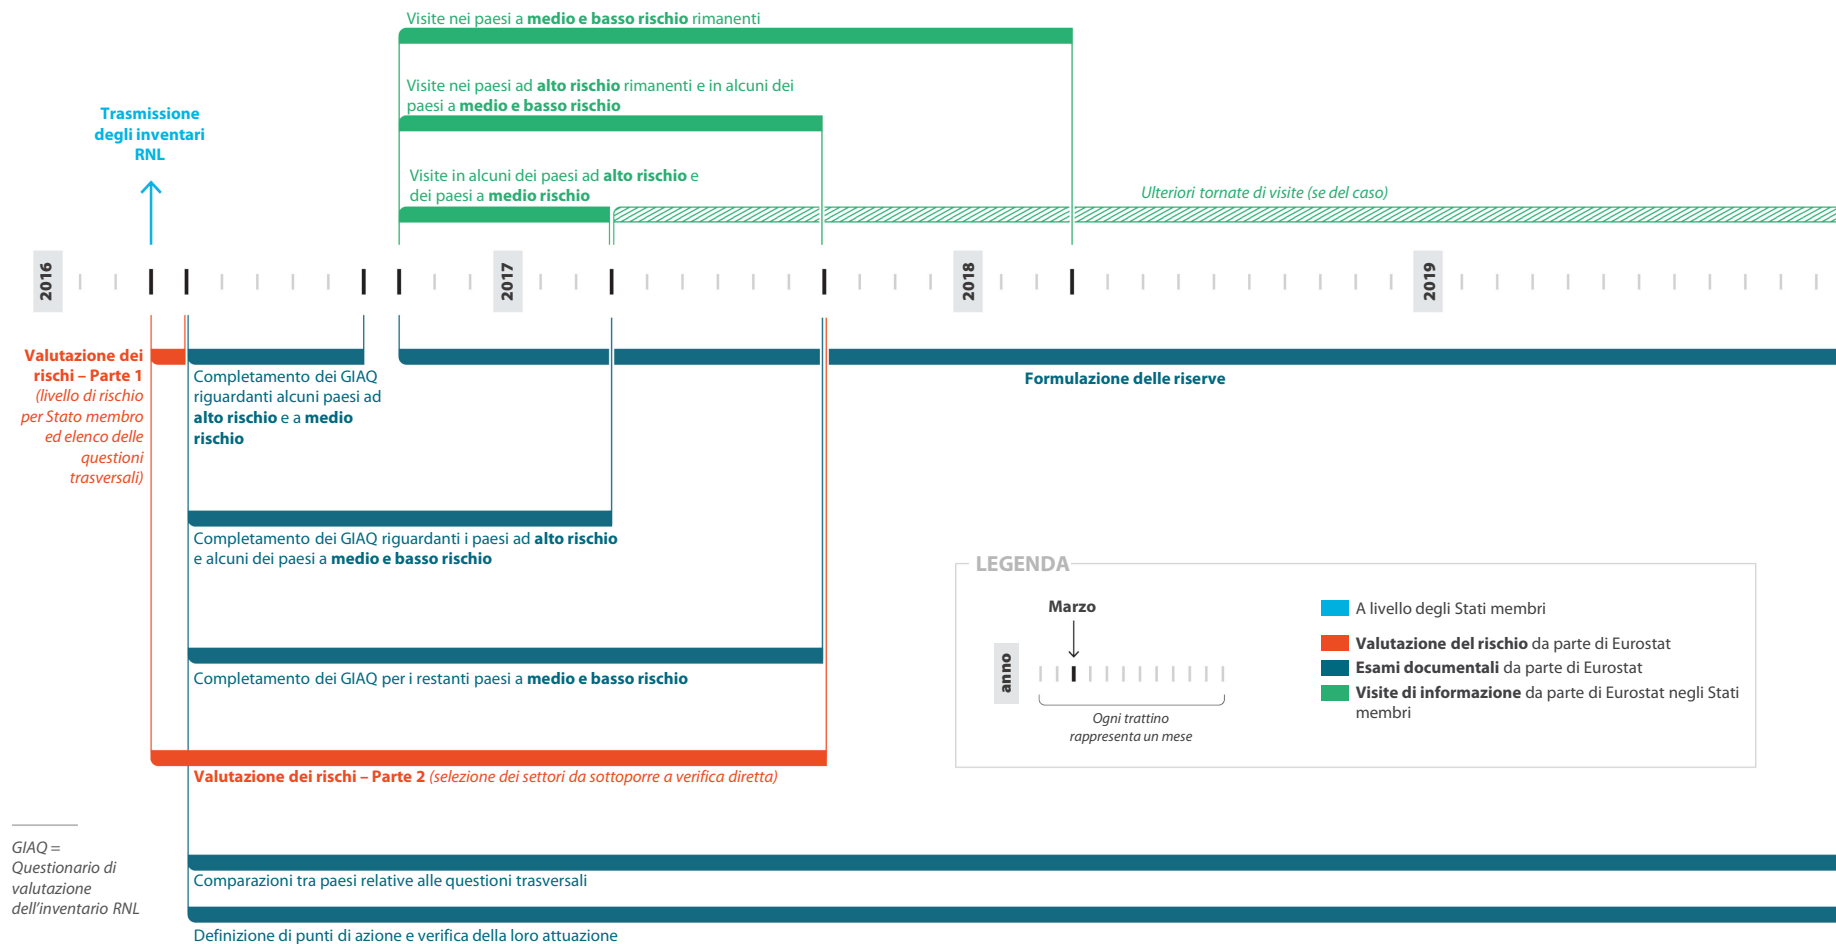 Visite nei paesi a medio e basso rischio rimanenti
Visite nei paesi ad alto rischio rimanenti e in alcuni dei
paesi a medio e basso rischio
Trasmissione
degli inventari
RNL
Visite in alcuni dei paesi ad alto rischio e
dei paesi a medio rischio
Ulteriori tornate di visite (se del caso)
2016
2017
2018
2019
Valutazione dei
rischi – Parte 1
(livello di rischio
per Stato membro
ed elenco delle
questioni
trasversali)
Completamento dei GIAQ
riguardanti alcuni paesi ad
alto rischio e a medio
rischio
Formulazione delle riserve
Completamento dei GIAQ riguardanti i paesi ad alto rischio
e alcuni dei paesi a medio e basso rischio
Completamento dei GIAQ per i restanti paesi a medio e basso rischio
Valutazione dei rischi – Parte 2 (selezione dei settori da sottoporre a verifica diretta)
LEGENDA
Marzo
anno
Ogni trattino
rappresenta un mese
A livello degli Stati membri
Valutazione del rischio da parte di Eurostat
Esami documentali da parte di Eurostat
Visite di informazione da parte di Eurostat negli Stati
membri
GIAQ =
Questionario di
valutazione
dell'inventario RNL
Comparazioni tra paesi relative alle questioni trasversali
Definizione di punti di azione e verifica della loro attuazione